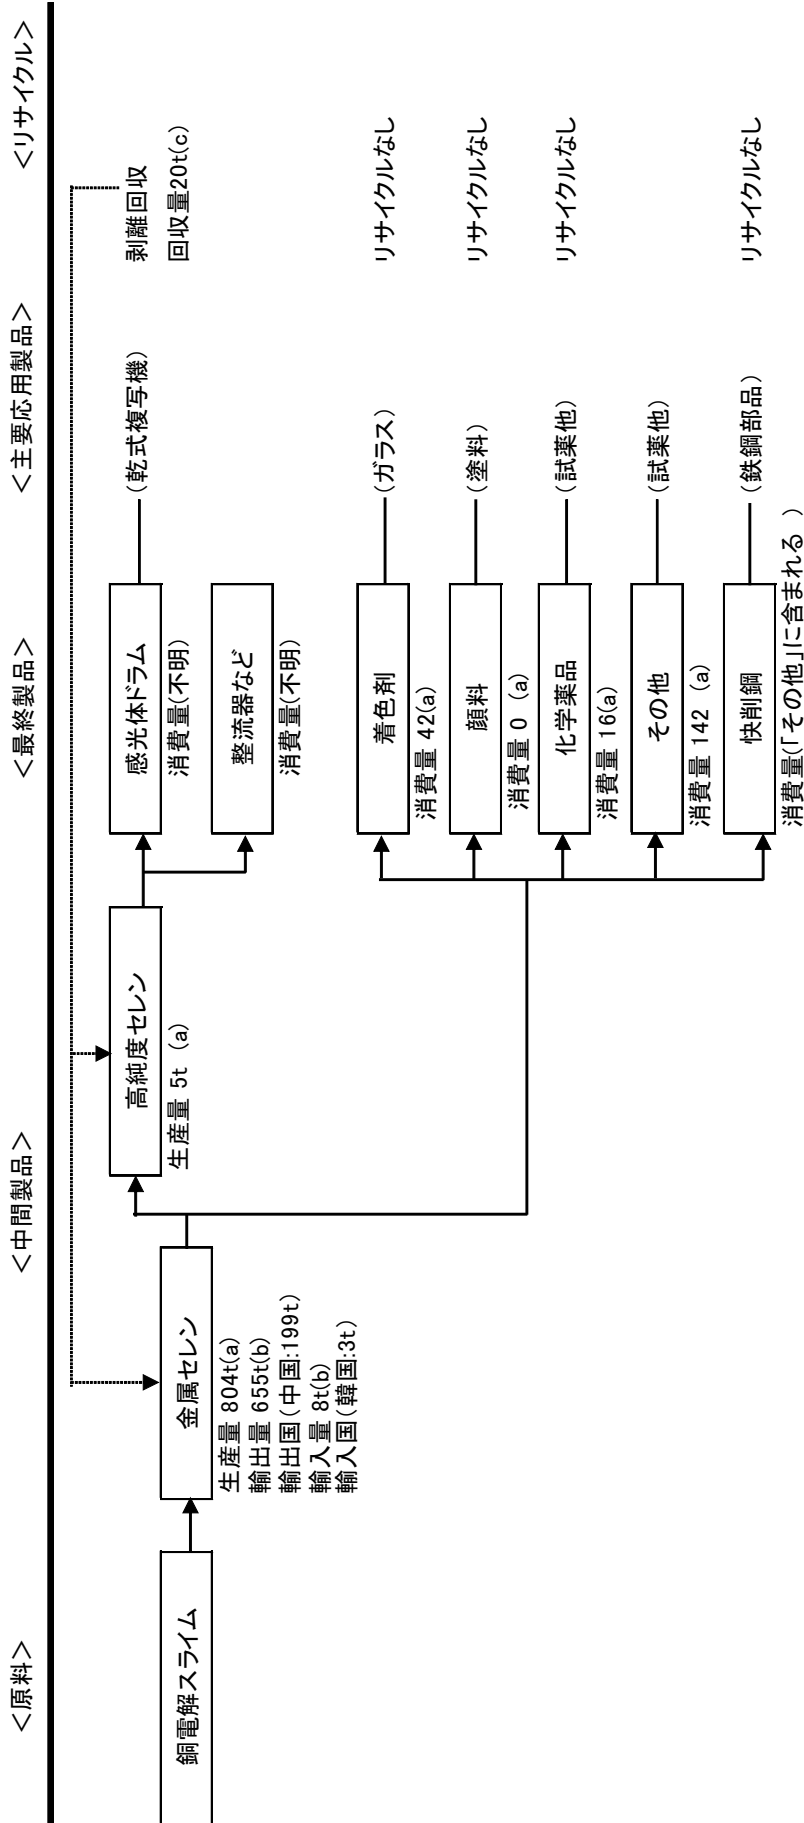 ＜原料＞
＜中間製品＞
＜最終製品＞
＜主要応用製品＞
＜リサイクル＞
銅電解スライム
金属セレン
生産量 804t(a)
輸出量 655t(b)
輸出国(中国:199t)
輸入量 8t(b)
輸入国(韓国:3t)
高純度セレン
生産量 5t (a)
感光体ドラム
消費量(不明)
(乾式複写機)
剥離回収
回収量20t(c)
整流器など
消費量(不明)
着色剤
消費量 42(a)
(ガラス)
リサイクルなし
顔料
消費量 0 (a)
(塗料)
リサイクルなし
化学薬品
消費量 16(a)
(試薬他)
リサイクルなし
その他
消費量 142 (a)
(試薬他)
快削鋼
消費量(「その他」に含まれる )
(鉄鋼部品)
リサイクルなし